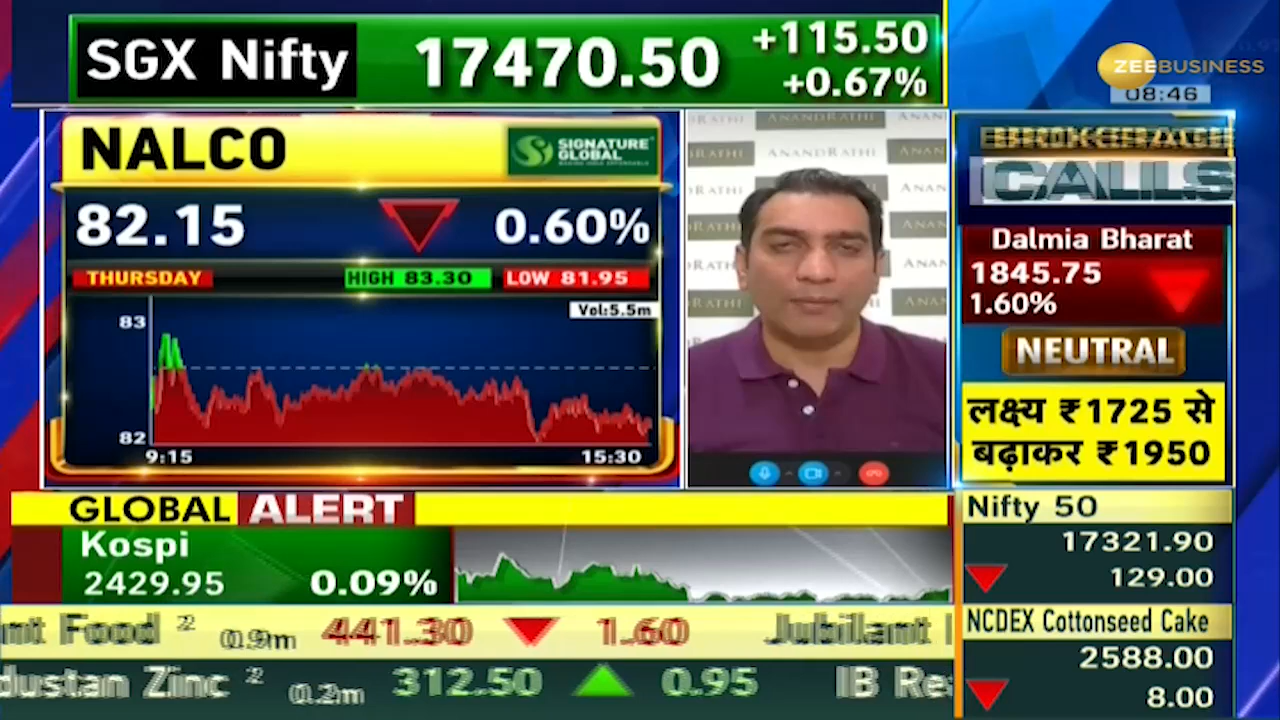 SGX Nifty
17470.50
+115.50
+0.67%
ZEEBUSINESS
08:46
NALCO
SIGNATURE
GLOBAL
82.15
0.60%
THURSDAY
HIGH 83.30
LOW 81.95
Vol:5.5m
83
82
9:15
15:30
ANANDRATHI
ANANDRATHI
CALLS
Dalmia Bharat
1845.75
1.60%
NEUTRAL
लक्ष्य ₹1725 से
बढ़ाकर ₹1950
GLOBAL ALERT
Kospi
2429.95
0.09%
Nifty 50
17321.90
129.00
NCDEX Cottonseed Cake
2588.00
8.00
nt Food
0.9m
441.30
1.60
Jubilant
dustan Zinc
0.2m
312.50
0.95
IB Re